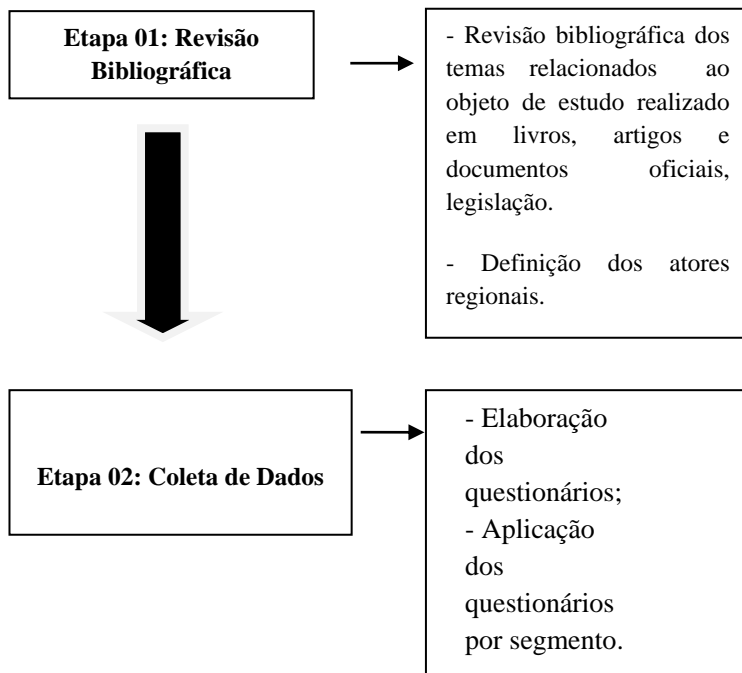 Etapa 01: Revisão
Bibliográfica
- Revisão bibliográfica dos
temas relacionados ao
objeto de estudo realizado
em livros, artigos e
documentos oficiais,
legislação.
- Definição dos atores
regionais.
Etapa 02: Coleta de Dados
- Elaboração
dos
questionários;
- Aplicação
dos
questionários
por segmento.